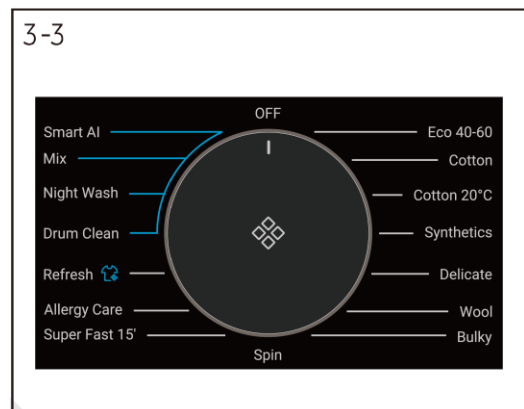 3-3
OFF
Smart AI
Mix
Night Wash
Drum Clean
Refresh
Allergy Care
Super Fast 15'
Spin
Eco 40-60
Cotton
Cotton 20°C
Synthetics
Delicate
Wool
Bulky